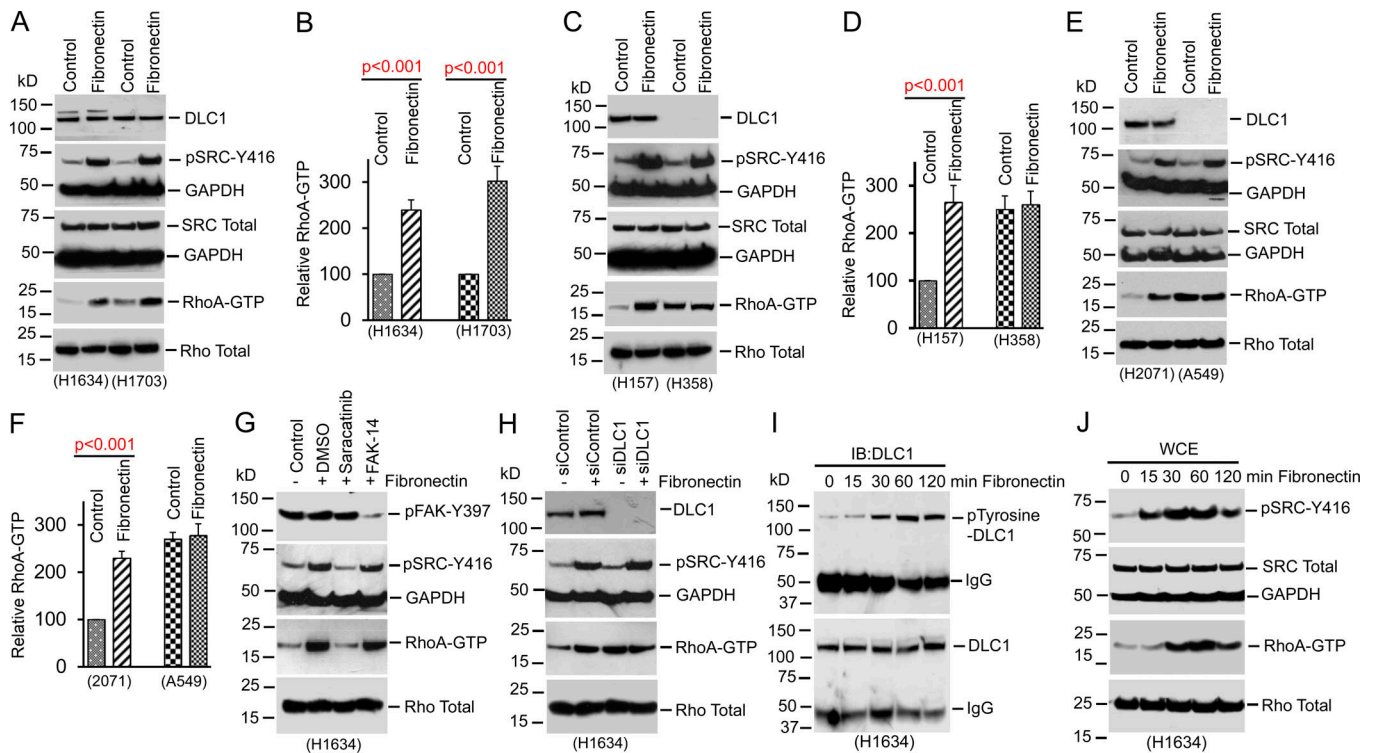 A
kD
Control
Fibronectin
Control
Fibronectin
150
100
DLC1
75
pSRC-Y416
50
GAPDH
75
SRC Total
50
GAPDH
25
RhoA-GTP
15
25
Rho Total
15
(H1634) (H1703)
B
p<0.001 p<0.001
Relative RhoA-GTP
300
200
100
0
Control
Fibronectin
Control
Fibronectin
(H1634) (H1703)
C
kD
Control
Fibronectin
Control
Fibronectin
150
100
DLC1
75
pSRC-Y416
50
GAPDH
75
SRC Total
50
GAPDH
25
RhoA-GTP
15
25
Rho Total
15
(H157) (H358)
D
p<0.001
Relative RhoA-GTP
300
200
100
0
Control
Fibronectin
Control
Fibronectin
(H157) (H358)
E
kD
Control
Fibronectin
Control
Fibronectin
150
100
DLC1
75
pSRC-Y416
50
GAPDH
75
SRC Total
50
GAPDH
25
RhoA-GTP
15
25
Rho Total
15
(H2071) (A549)
F
p<0.001
Relative RhoA-GTP
300
200
100
0
Control
Fibronectin
Control
Fibronectin
(2071) (A549)
G
kD
- Control
+ DMSO
+ Saracatinib
+ FAK-14
Fibronectin
150
pFAK-Y397
100
75
pSRC-Y416
50
GAPDH
25
RhoA-GTP
15
25
Rho Total
15
(H1634)
H
kD
- siControl
+ siControl
- siDLC1
+ siDLC1
Fibronectin
150
DLC1
100
75
pSRC-Y416
50
GAPDH
25
RhoA-GTP
15
25
Rho Total
15
(H1634)
I
IB:DLC1
kD
0 15 30 60 120 min Fibronectin
150
pTyrosine
-DLC1
100
75
50
IgG
37
150
DLC1
100
75
50
IgG
37
(H1634)
J
WCE
kD
0 15 30 60 120 min Fibronectin
75
pSRC-Y416
50
75
SRC Total
50
GAPDH
25
RhoA-GTP
15
25
Rho Total
15
(H1634)